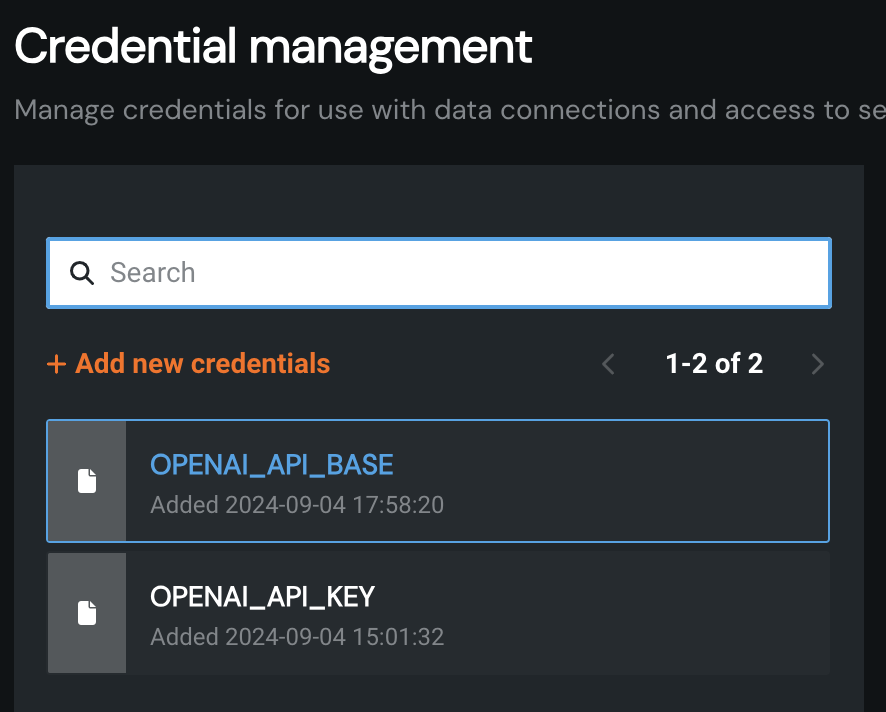 Credential management
Manage credentials for use with data connections and access to se
Search
+ Add new credentials
1-2 of 2
OPENAI_API_BASE
Added 2024-09-04 17:58:20
OPENAI_API_KEY
Added 2024-09-04 15:01:32